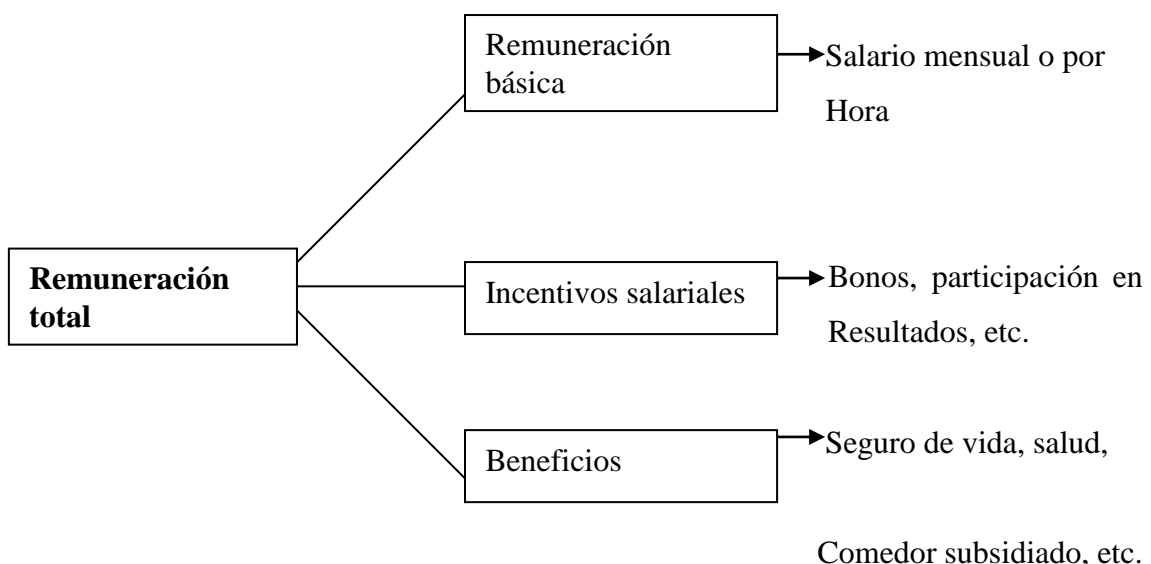 Remuneración
básica
Salario mensual o por
Hora
Remuneración
total
Incentivos salariales
Bonos, participación en
Resultados, etc.
Beneficios
Seguro de vida, salud,
Comedor subsidiado, etc.